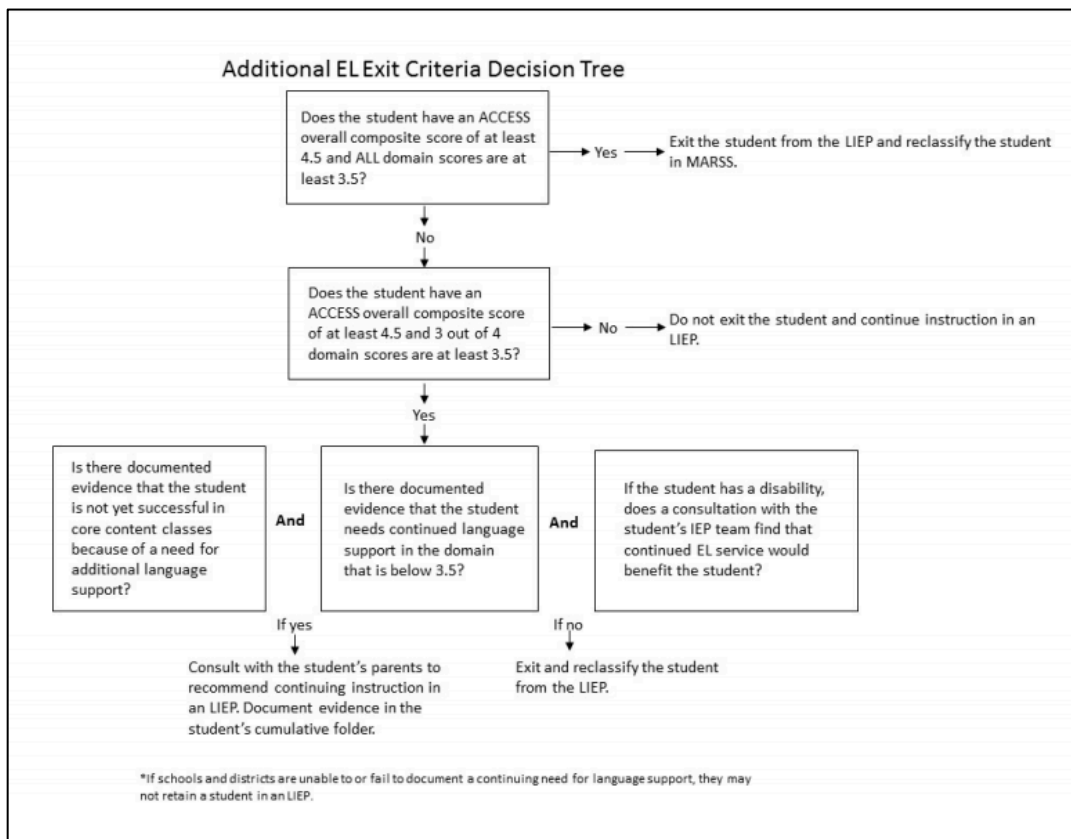 Additional EL Exit Criteria Decision Tree
Does the student have an ACCESS
overall composite score of at least
4.5 and ALL domain scores are at
least 3.5?
Yes
Exit the student from the LIEP and reclassify the student
in MARSS.
No
Does the student have an
ACCESS overall composite score
of at least 4.5 and 3 out of 4
domain scores are at least 3.5?
No
Do not exit the student and continue instruction in an
LIEP.
Yes
Is there documented
evidence that the student
is not yet successful in
core content classes
because of a need for
additional language
support?
And
Is there documented
evidence that the student
needs continued language
support in the domain
that is below 3.5?
And
If the student has a disability,
does a consultation with the
student's IEP team find that
continued EL service would
benefit the student?
If yes
Consult with the student's parents to
recommend continuing instruction in
an LIEP. Document evidence in the
student's cumulative folder.
If no
Exit and reclassify the student
from the LIEP.
*If schools and districts are unable to or fail to document a continuing need for language support, they may
not retain a student in an LIEP.